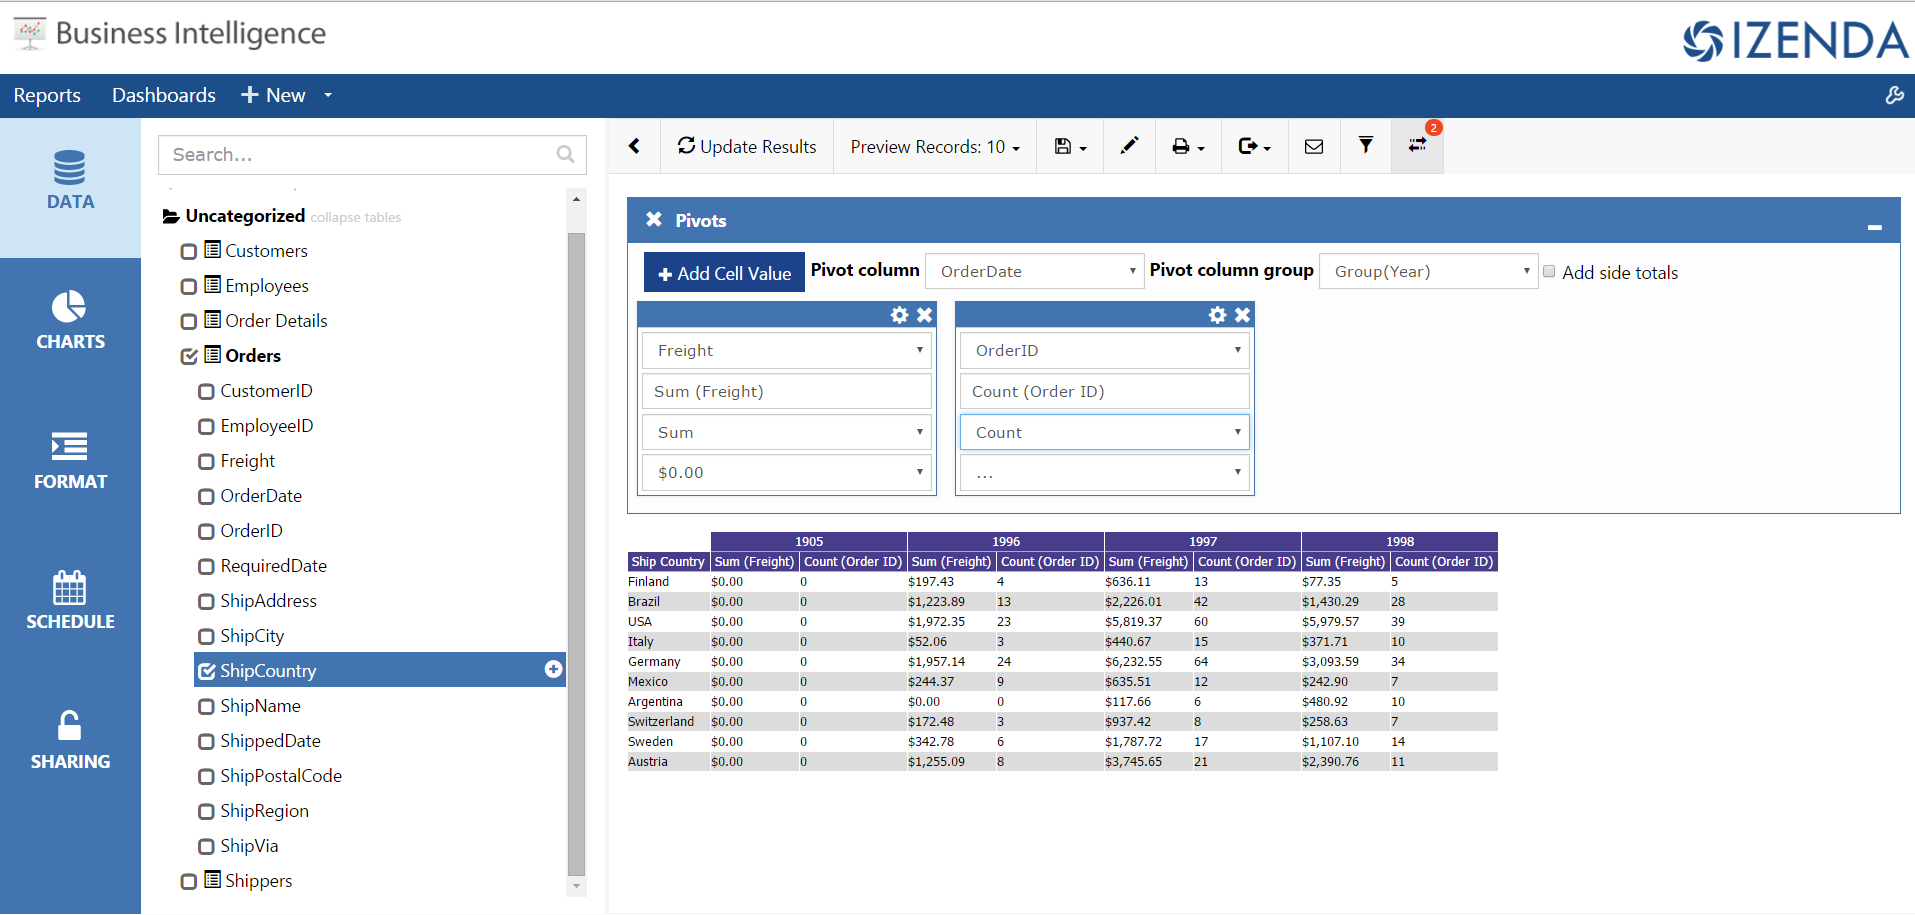 Business Intelligence
IZENDA
Reports Dashboards + New
DATA
CHARTS
FORMAT
SCHEDULE
SHARING
Search...
Uncategorized collapse tables
Customers
Employees
Order Details
Orders
CustomerID
EmployeeID
Freight
OrderDate
OrderID
RequiredDate
ShipAddress
ShipCity
ShipCountry
ShipName
ShippedDate
ShipPostalCode
ShipRegion
ShipVia
Shippers
Update Results Preview Records: 10 2
Pivots
+ Add Cell Value Pivot column OrderDate Pivot column group Group(Year) Add side totals
Freight OrderID
Sum (Freight) Count (Order ID)
Sum Count
$0.00 ...
1905 1996 1997 1998
Ship Country Sum (Freight) Count (Order ID) Sum (Freight) Count (Order ID) Sum (Freight) Count (Order ID) Sum (Freight) Count (Order ID)
Finland $0.00 0 $197.43 4 $636.11 13 $77.35 5
Brazil $0.00 0 $1,223.89 13 $2,226.01 42 $1,430.29 28
USA $0.00 0 $1,972.35 23 $5,819.37 60 $5,979.57 39
Italy $0.00 0 $52.06 3 $440.67 15 $371.71 10
Germany $0.00 0 $1,957.14 24 $6,232.55 64 $3,093.59 34
Mexico $0.00 0 $244.37 9 $635.51 12 $242.90 7
Argentina $0.00 0 $0.00 0 $117.66 6 $480.92 10
Switzerland $0.00 0 $172.48 3 $937.42 8 $258.63 7
Sweden $0.00 0 $342.78 6 $1,787.72 17 $1,107.10 14
Austria $0.00 0 $1,255.09 8 $3,745.65 21 $2,390.76 11